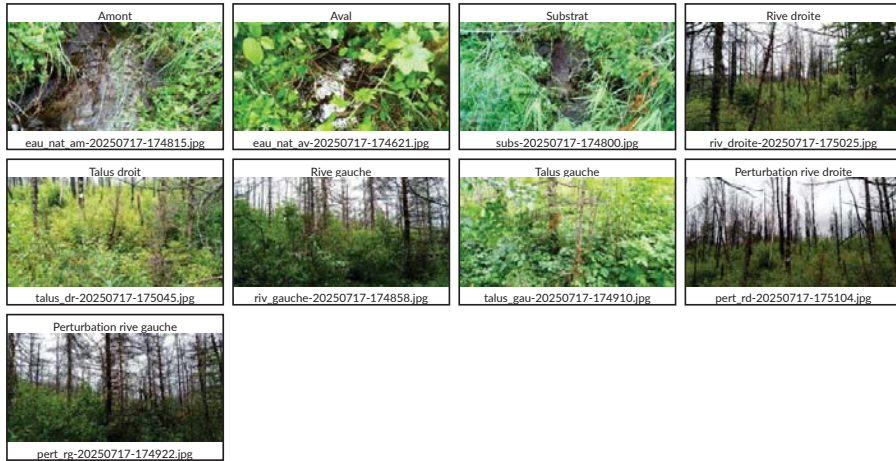 Amont
eau_nat_am-20250717-174815.jpg
Aval
eau_nat_av-20250717-174621.jpg
Substrat
subs-20250717-174800.jpg
Rive droite
riv_droite-20250717-175025.jpg
Talus droit
talus_dr-20250717-175045.jpg
Rive gauche
riv_gauche-20250717-174858.jpg
Talus gauche
talus_gau-20250717-174910.jpg
Perturbation rive droite
pert_rd-20250717-175104.jpg
Perturbation rive gauche
pert_rg-20250717-174922.jpg